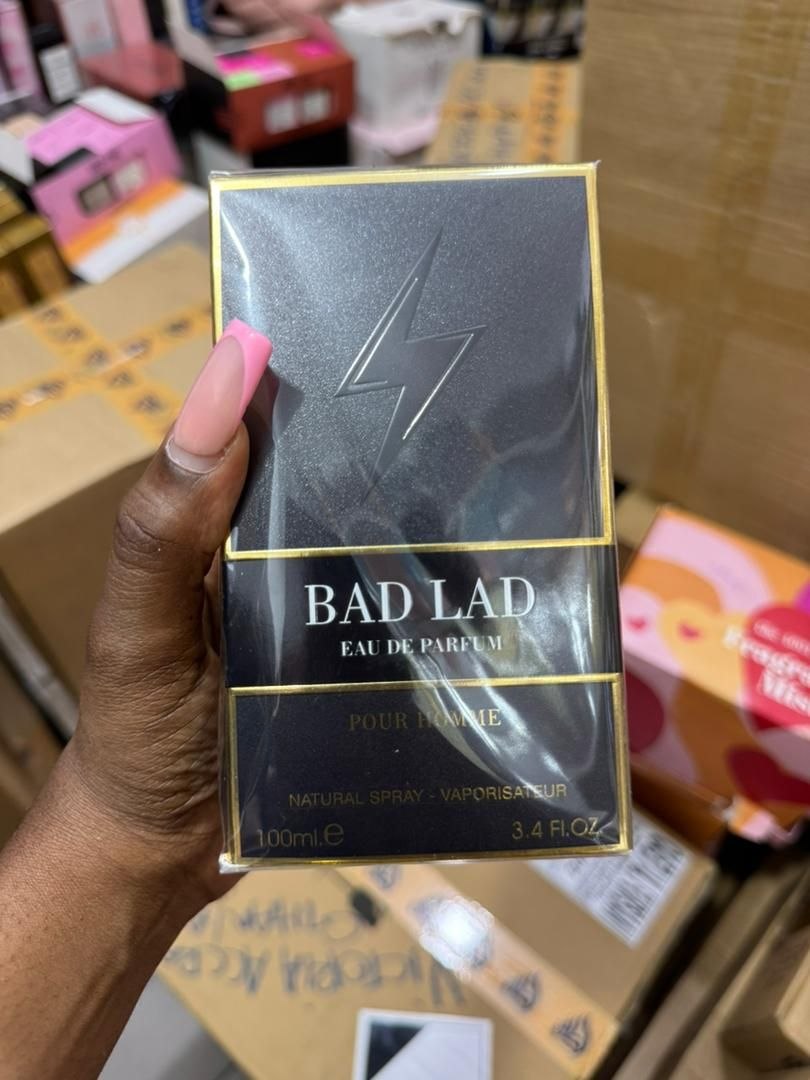 BAD LAD
EAU DE PARFUM
POUR HOMME
NATURAL SPRAY - VAPORISATEUR
100ml.e
3.4 Fl.OZ.